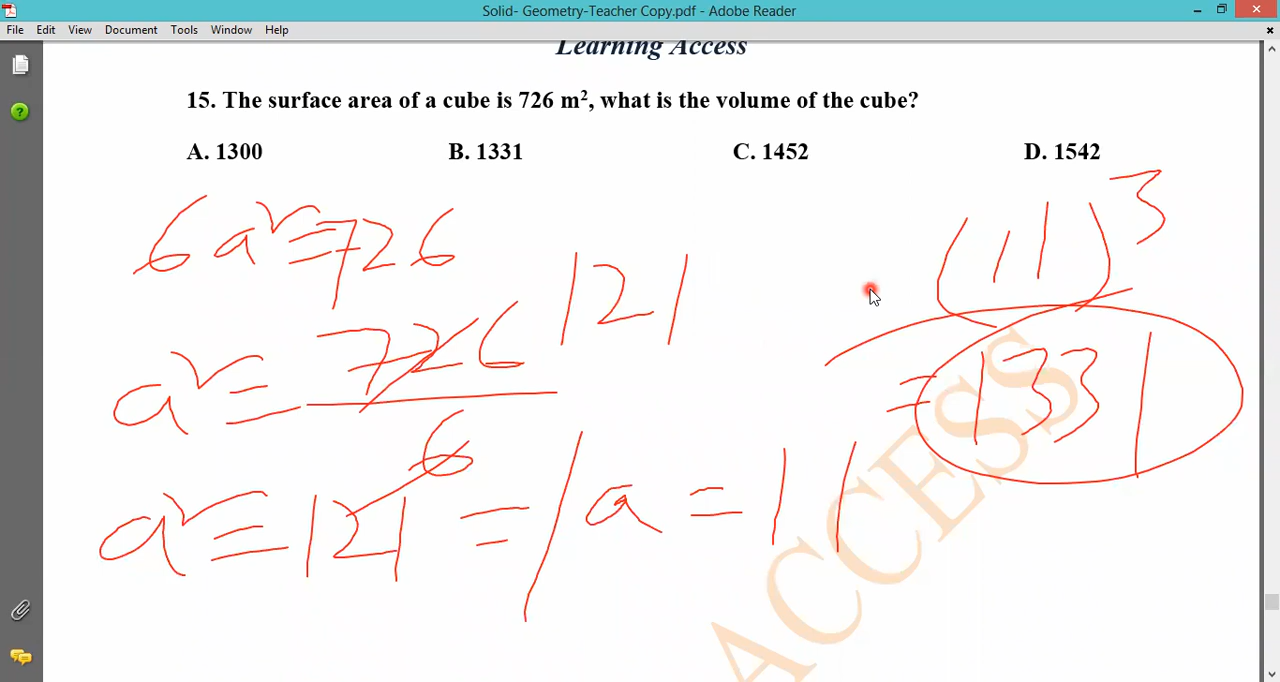 Solid- Geometry-Teacher Copy.pdf - Adobe Reader
File Edit View Document Tools Window Help
Learning Access
15. The surface area of a cube is 726 m², what is the volume of the cube?
A. 1300 B. 1331 C. 1452 D. 1542
6a²=726
a²= 726/6 121
a²=121 = / a = 11
(11)³
= 1331
ACCESS